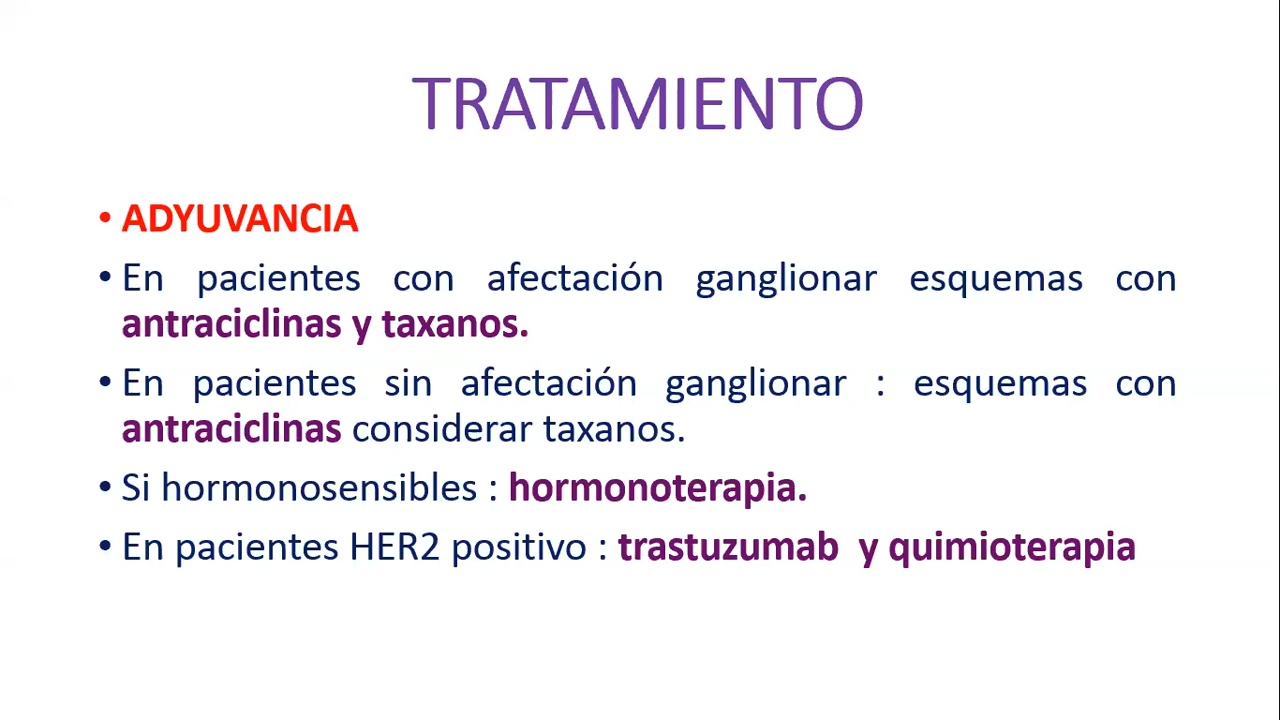 TRATAMIENTO
• ADYUVANCIA
• En pacientes con afectación ganglionar esquemas con
antraciclinas y taxanos.
• En pacientes sin afectación ganglionar : esquemas con
antraciclinas considerar taxanos.
• Si hormonosensibles : hormonoterapia.
• En pacientes HER2 positivo : trastuzumab  y quimioterapia